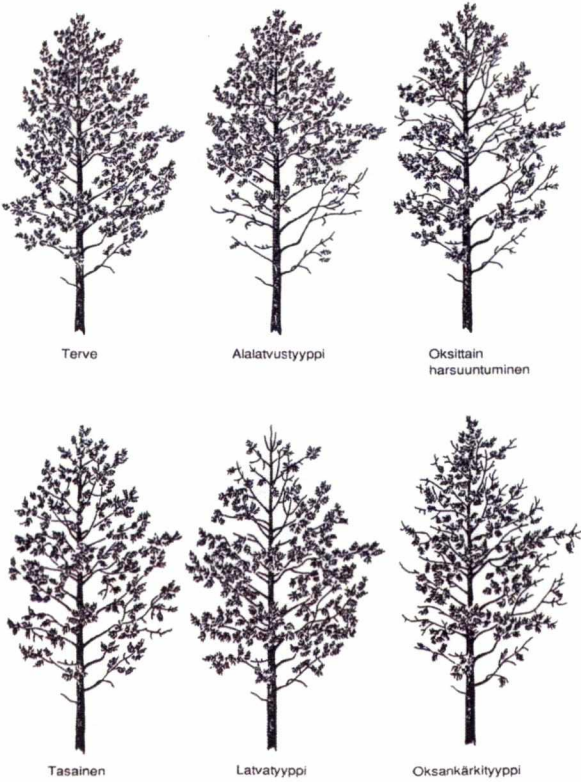 Terve
Alalatvustyyppi
Oksittain
harsuuntuminen
Tasainen
Latvatyyppi
Oksankärkityyppi